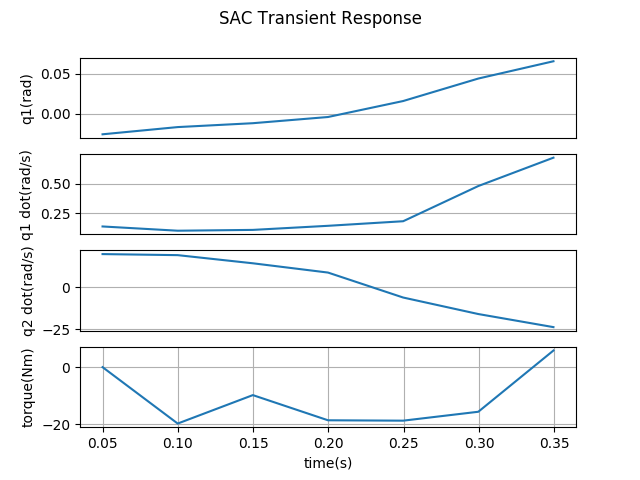 SAC Transient Response
q1(rad)
0.05
0.00
q1 dot(rad/s)
0.50
0.25
q2 dot(rad/s)
0
−25
torque(Nm)
0
−20
0.05 0.10 0.15 0.20 0.25 0.30 0.35
time(s)